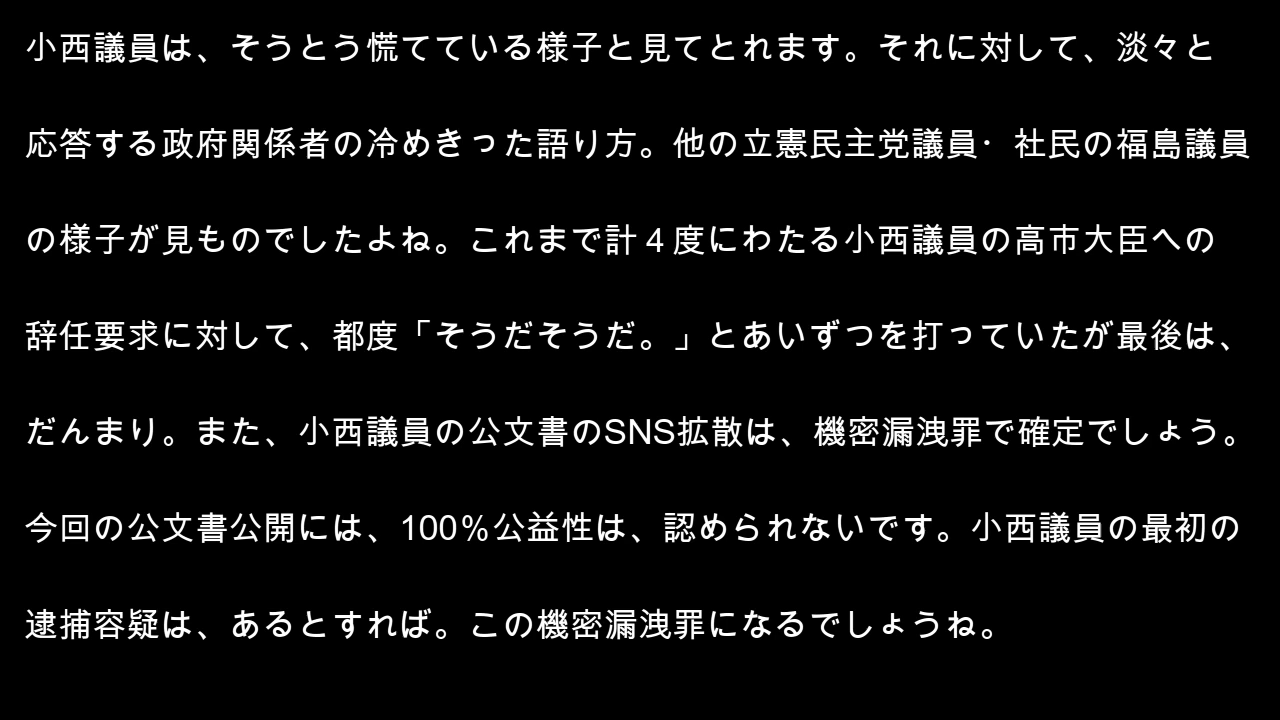 小西議員は、そうとう慌てている様子と見てとれます。それに対して、淡々と
応答する政府関係者の冷めきった語り方。他の立憲民主党議員・社民の福島議員
の様子が見ものでしたよね。これまで計４度にわたる小西議員の高市大臣への
辞任要求に対して、都度「そうだそうだ。」とあいずつを打っていたが最後は、
だんまり。また、小西議員の公文書のSNS拡散は、機密漏洩罪で確定でしょう。
今回の公文書公開には、100％公益性は、認められないです。小西議員の最初の
逮捕容疑は、あるとすれば。この機密漏洩罪になるでしょうね。